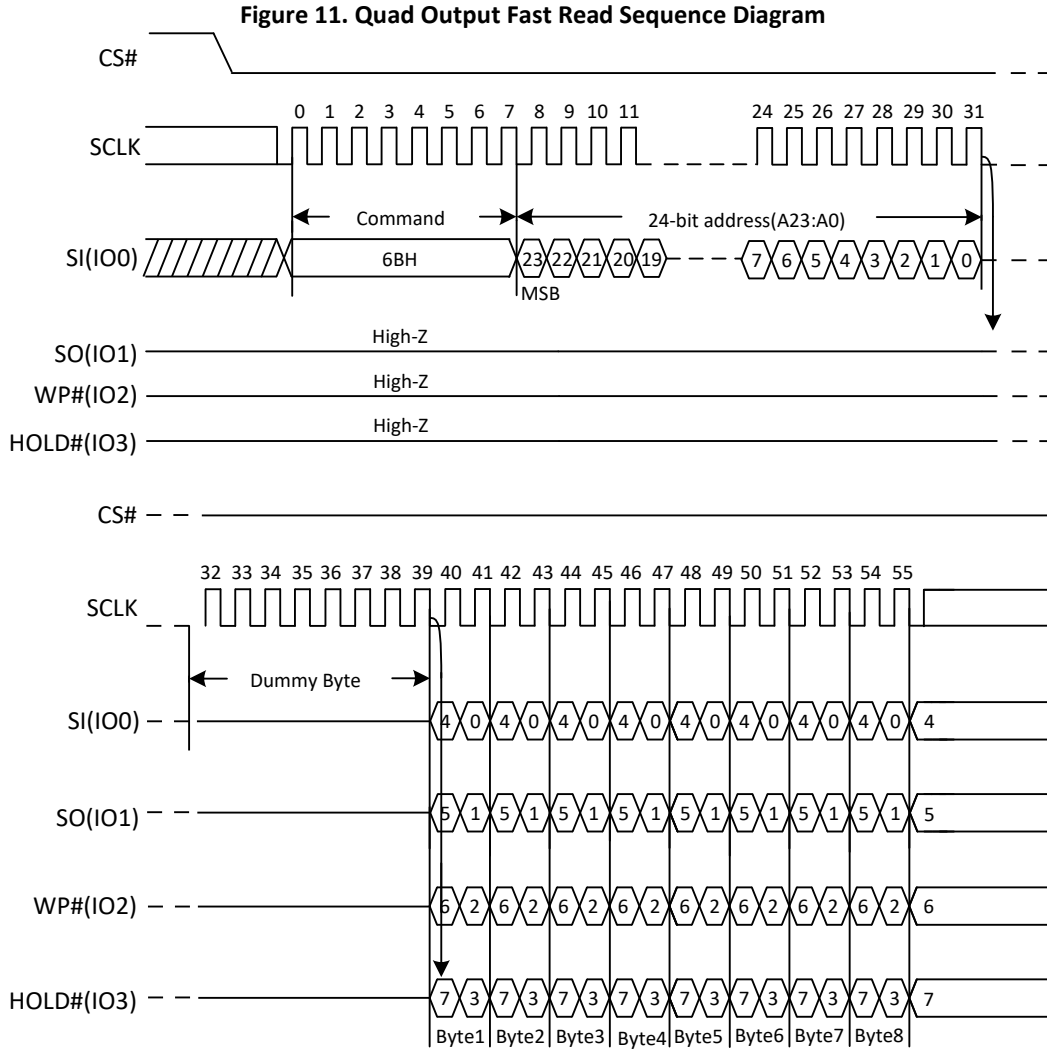 Figure 11. Quad Output Fast Read Sequence Diagram
CS#
0 1 2 3 4 5 6 7 8 9 10 11 24 25 26 27 28 29 30 31
SCLK
Command 24-bit address(A23:A0)
SI(IO0) 6BH 23 22 21 20 19 7 6 5 4 3 2 1 0
MSB
High-Z
SO(IO1)
High-Z
WP#(IO2)
High-Z
HOLD#(IO3)
CS#
32 33 34 35 36 37 38 39 40 41 42 43 44 45 46 47 48 49 50 51 52 53 54 55
SCLK
Dummy Byte
SI(IO0) 4 0 4 0 4 0 4 0 4 0 4 0 4 0 4 0 4
SO(IO1) 5 1 5 1 5 1 5 1 5 1 5 1 5 1 5 1 5
WP#(IO2) 6 2 6 2 6 2 6 2 6 2 6 2 6 2 6 2 6
HOLD#(IO3) 7 3 7 3 7 3 7 3 7 3 7 3 7 3 7 3 7
Byte1 Byte2 Byte3 Byte4 Byte5 Byte6 Byte7 Byte8